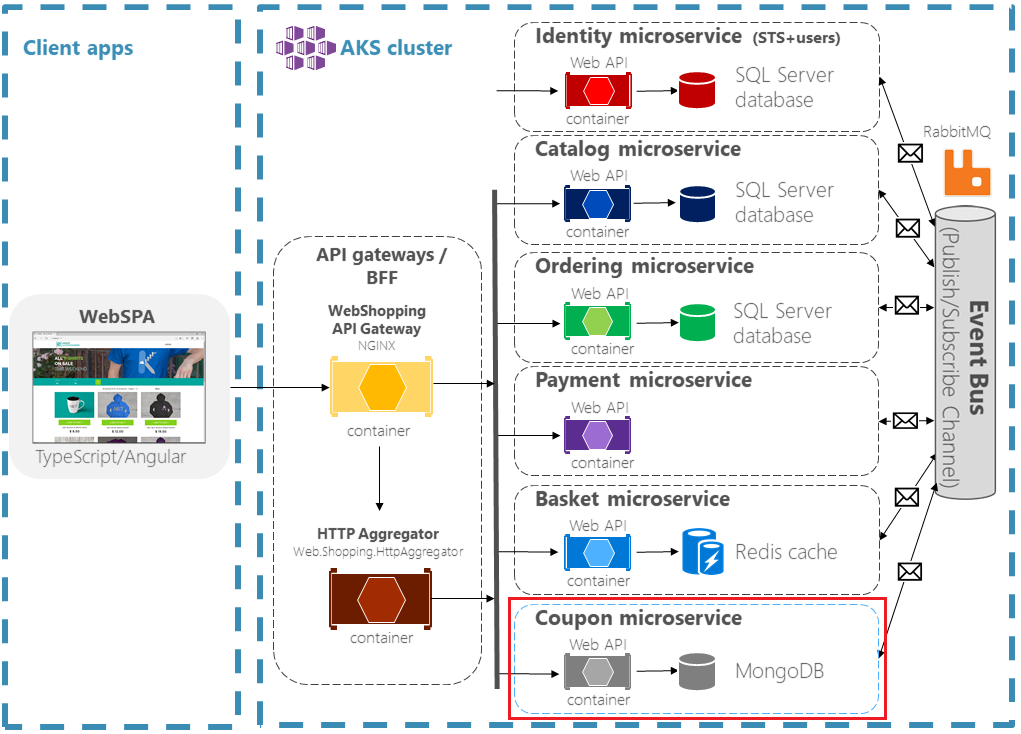 Client apps
AKS cluster
WebSPA
TypeScript/Angular
API gateways /
BFF
WebShopping
API Gateway
NGINX
container
HTTP Aggregator
Web.Shopping.HttpAggregator
container
Identity microservice (STS+users)
Web API
container
SQL Server
database
Catalog microservice
Web API
container
SQL Server
database
Ordering microservice
Web API
container
SQL Server
database
Payment microservice
Web API
container
Basket microservice
Web API
container
Redis cache
Coupon microservice
Web API
container
MongoDB
RabbitMQ
Event Bus
(Publish/Subscribe Channel)